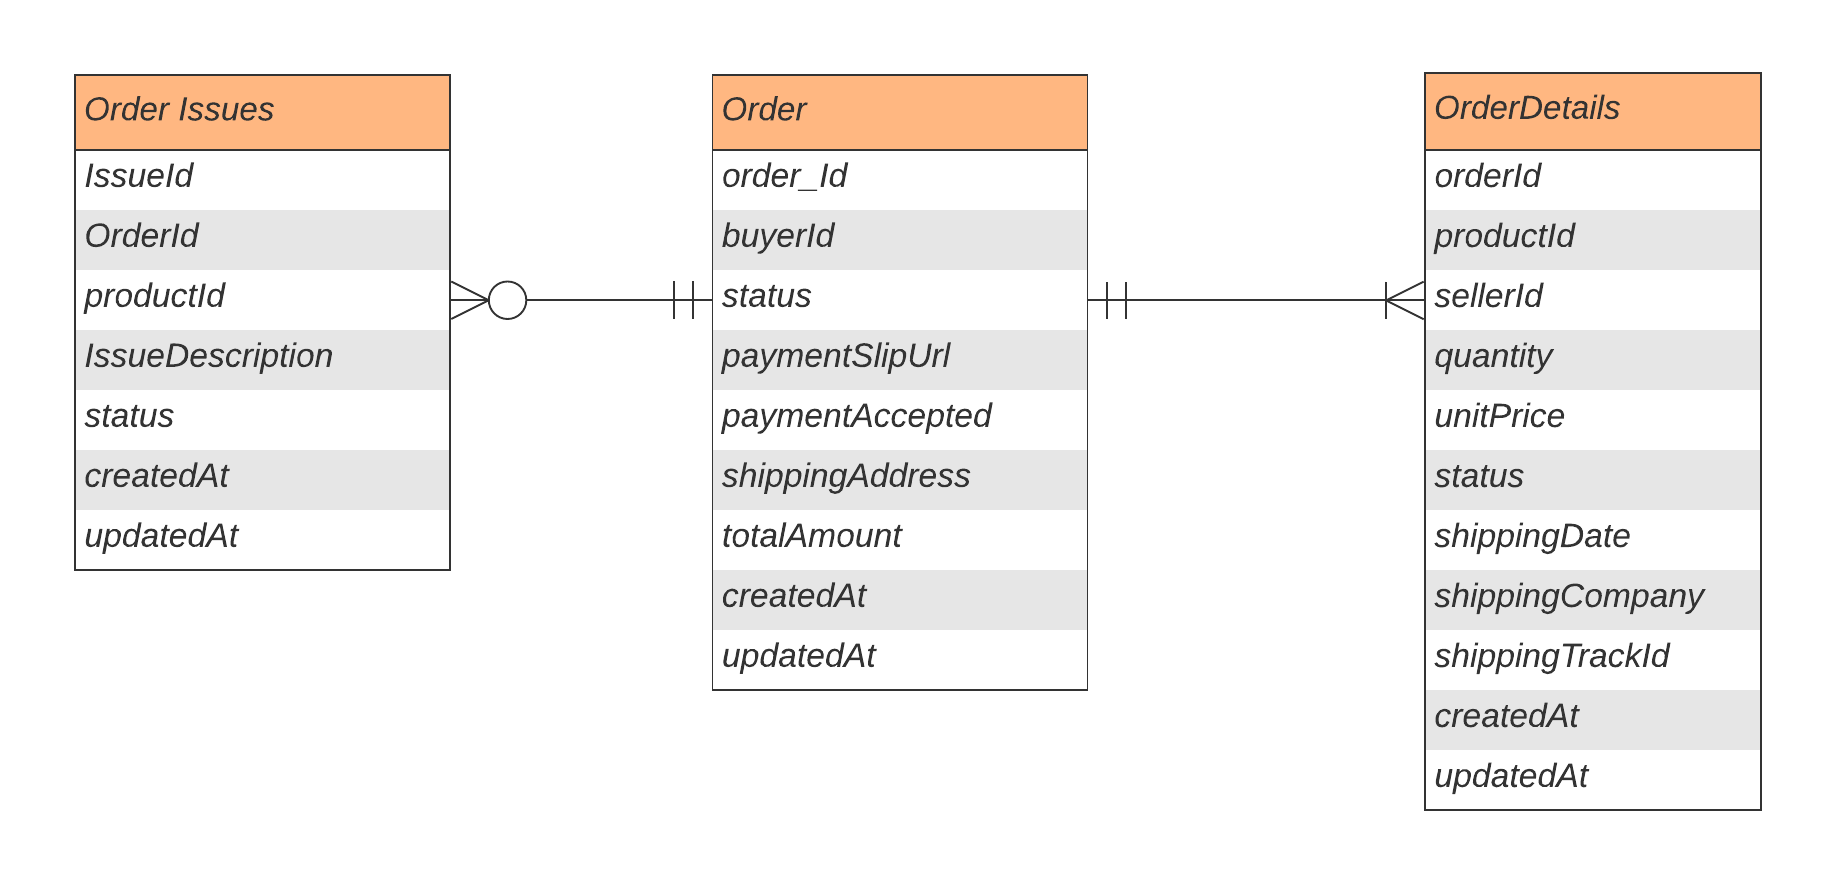 Order Issues
IssueId
OrderId
productId
IssueDescription
status
createdAt
updatedAt
Order
order_Id
buyerId
status
paymentSlipUrl
paymentAccepted
shippingAddress
totalAmount
createdAt
updatedAt
OrderDetails
orderId
productId
sellerId
quantity
unitPrice
status
shippingDate
shippingCompany
shippingTrackId
createdAt
updatedAt